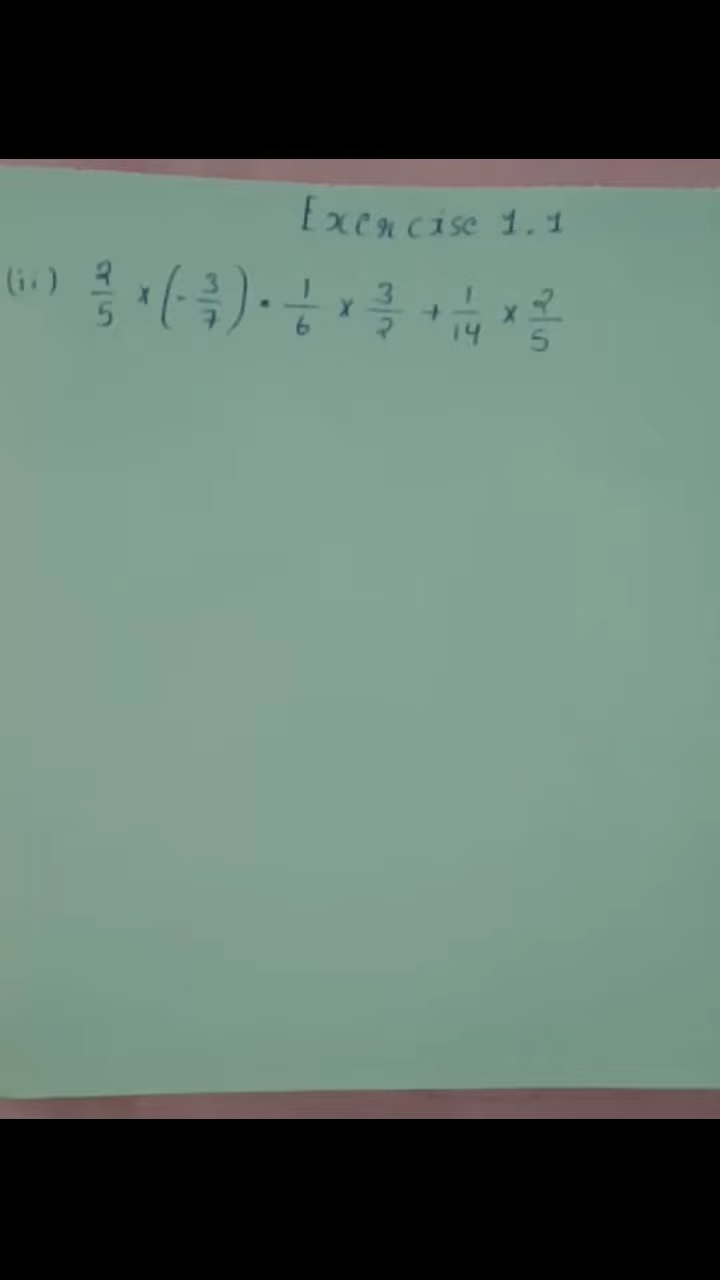 Exercise 1.1
(ii) 2/5 × (-3/7) - 1/6 × 3/2 + 1/14 × 2/5